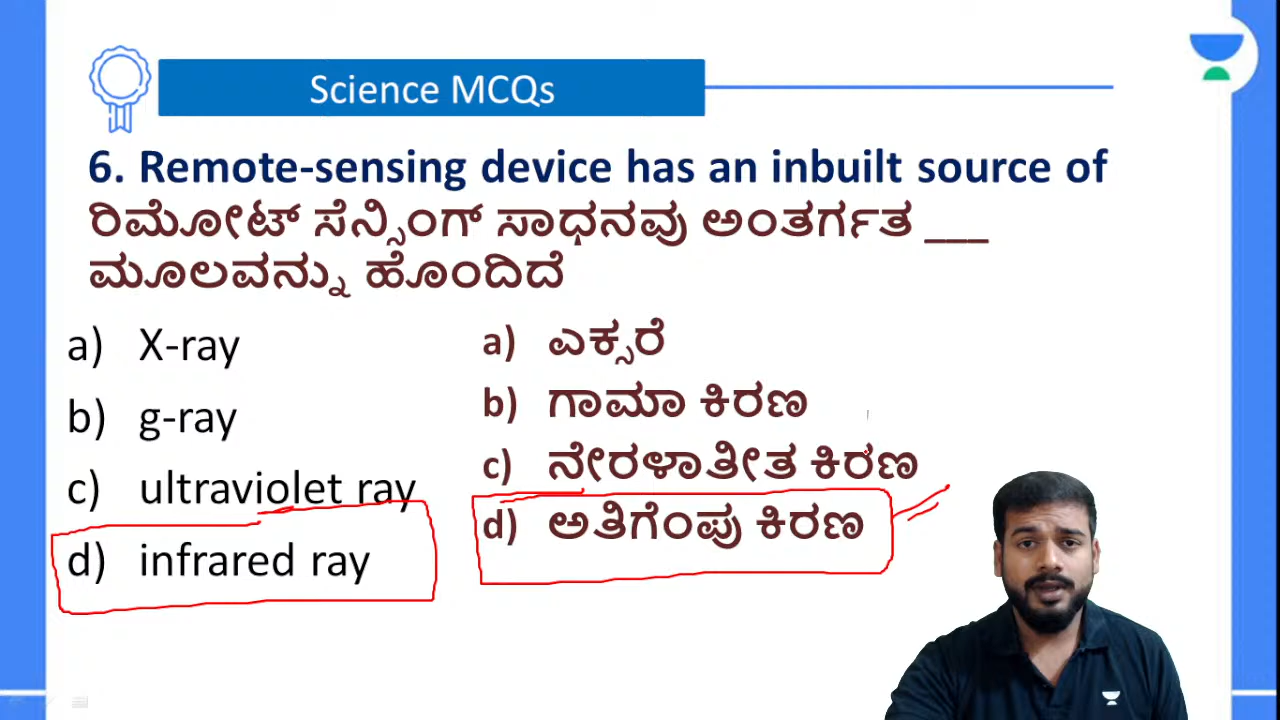 Science MCQs
6. Remote-sensing device has an inbuilt source of
ರಿಮೋಟ್ ಸೆನ್ಸಿಂಗ್ ಸಾಧನವು ಅಂತರ್ಗತ ___
ಮೂಲವನ್ನು ಹೊಂದಿದೆ
a) X-ray
b) g-ray
c) ultraviolet ray
d) infrared ray
a) ಎಕ್ಸರೆ
b) ಗಾಮಾ ಕಿರಣ
c) ನೇರಳಾತೀತ ಕಿರಣ
d) ಅತಿಗೆಂಪು ಕಿರಣ